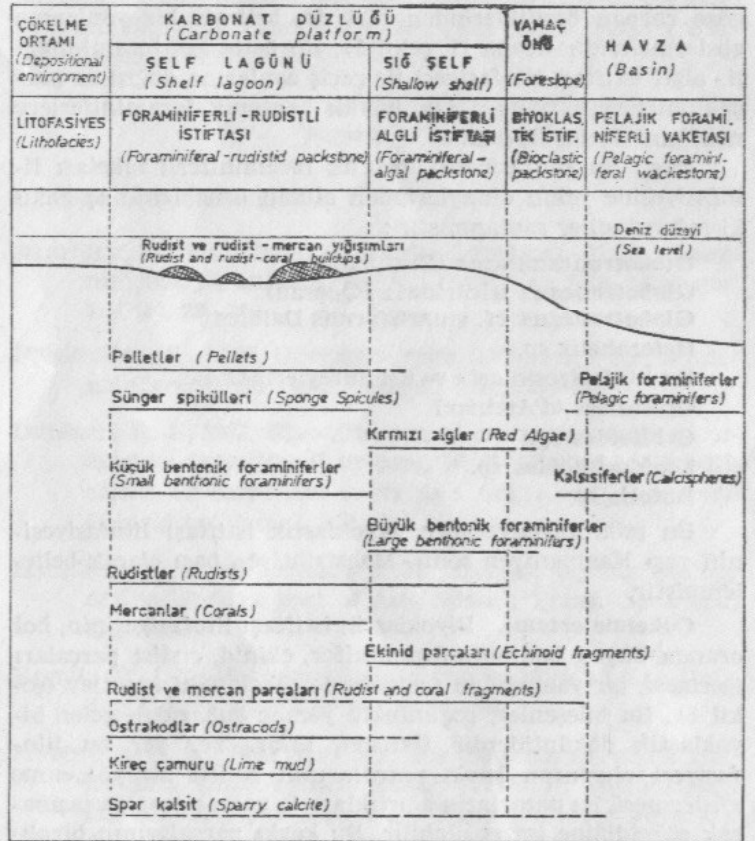 ÇÖKELME ORTAMI
(Depositional environment)
KARBONAT DÜZLÜĞÜ
(Carbonate platform)
ŞELF LAGÜNÜ
(Shelf lagoon)
SIĞ ŞELF
(Shallow shelf)
YAMAÇ ÖNÜ
(Foreslope)
HAVZA
(Basin)
LİTOFASİYES
(Lithofacies)
FORAMINİFERLİ-RUDİSTLİ
İSTİFTAŞI
(Foraminiferal-rudistid packstone)
FORAMINİFERLİ
ALGLİ İSTİFTAŞI
(Foraminiferal-
algal packstone)
BİYOKLAS
TİK İSTİF.
(Bioclastic
packstone)
PELAJİK FORAMİ-
NİFERLİ VAKETAŞI
(Pelagic foramini-
feral wackestone)
Rudist ve rudist-mercan yığışımları
(Rudist and rudist-coral buildups)
Deniz düzeyi
(Sea level)
Pelletler (Pellets)
Pelajik foraminiferler
(Pelagic foraminifers)
Sünger spikülleri (Sponge Spicules)
Kırmızı algler (Red Algae)
Küçük bentonik foraminiferler
(Small benthonic foraminifers)
Kalsisiferler (Calcispheres)
Büyük bentonik foraminiferler
(Large benthonic foraminifers)
Rudistler (Rudists)
Mercanlar (Corals)
Ekinid parçaları (Echinoid fragments)
Rudist ve mercan parçaları (Rudist and coral fragments)
Ostrakodlar (Ostracods)
Kireç çamuru (Lime mud)
Spar kalsit (Sparry calcite)